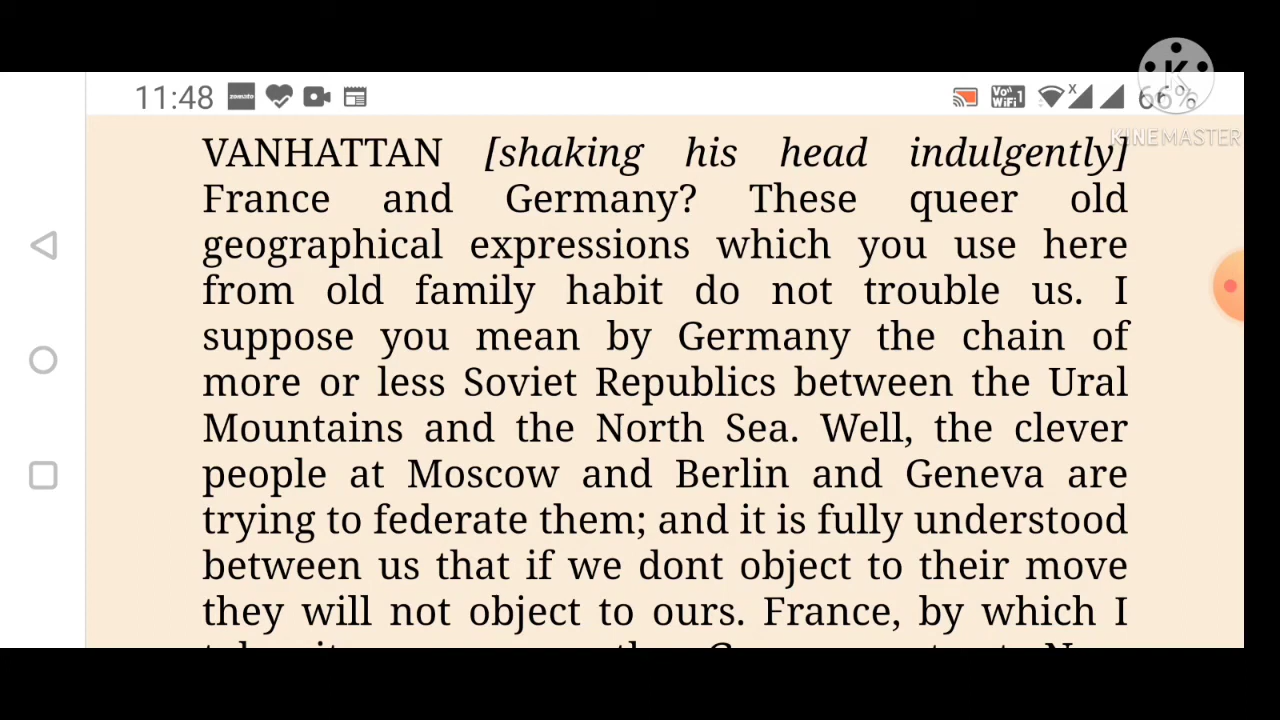 11:48 zomato Vo)) WiFi 1 X 66%
KINEMASTER
VANHATTAN [shaking his head indulgently]
France and Germany? These queer old
geographical expressions which you use here
from old family habit do not trouble us. I
suppose you mean by Germany the chain of
more or less Soviet Republics between the Ural
Mountains and the North Sea. Well, the clever
people at Moscow and Berlin and Geneva are
trying to federate them; and it is fully understood
between us that if we dont object to their move
they will not object to ours. France, by which I